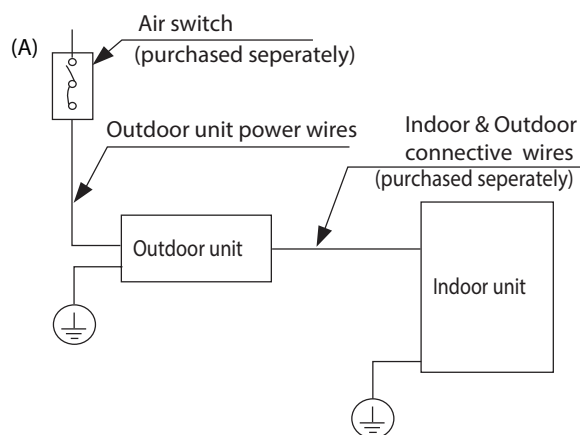 (A)
Air switch
(purchased seperately)
Outdoor unit power wires
Indoor & Outdoor
connective wires
(purchased seperately)
Outdoor unit
Indoor unit